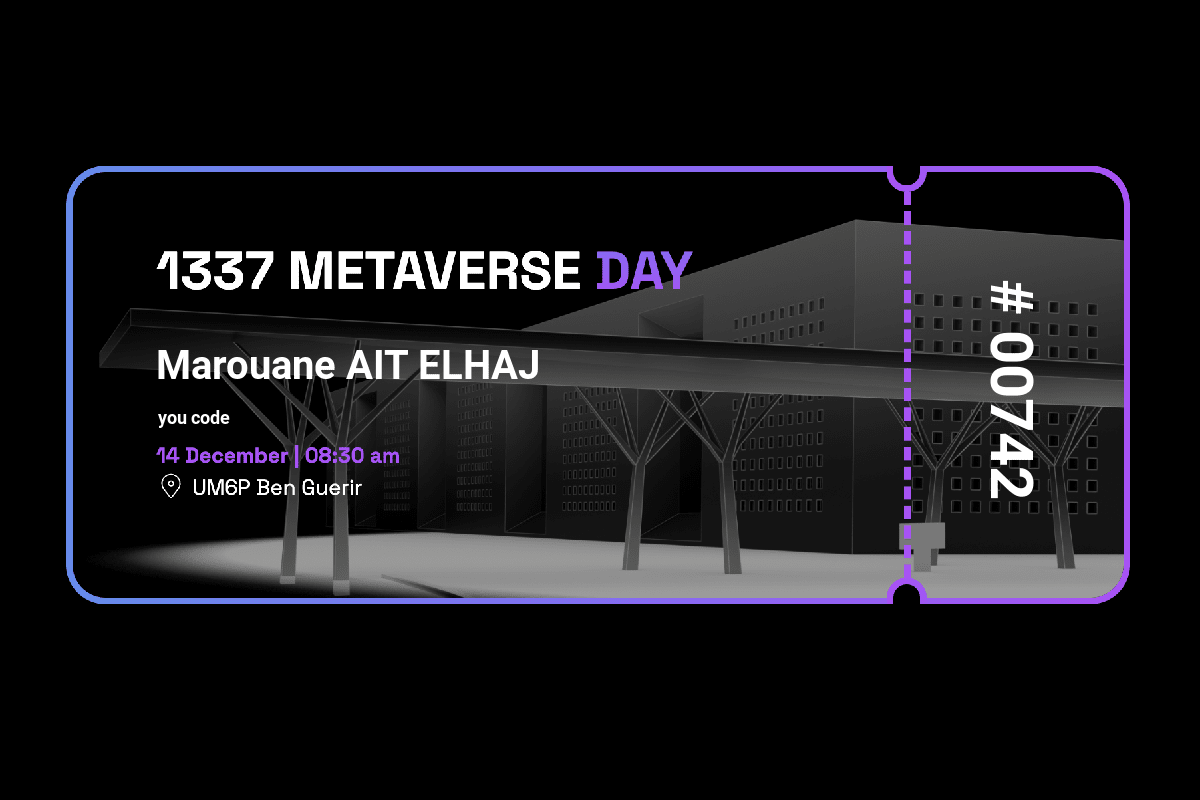 1337 METAVERSE DAY
Marouane AIT ELHAJ
you code
14 December | 08:30 am
UM6P Ben Guerir
# 00742